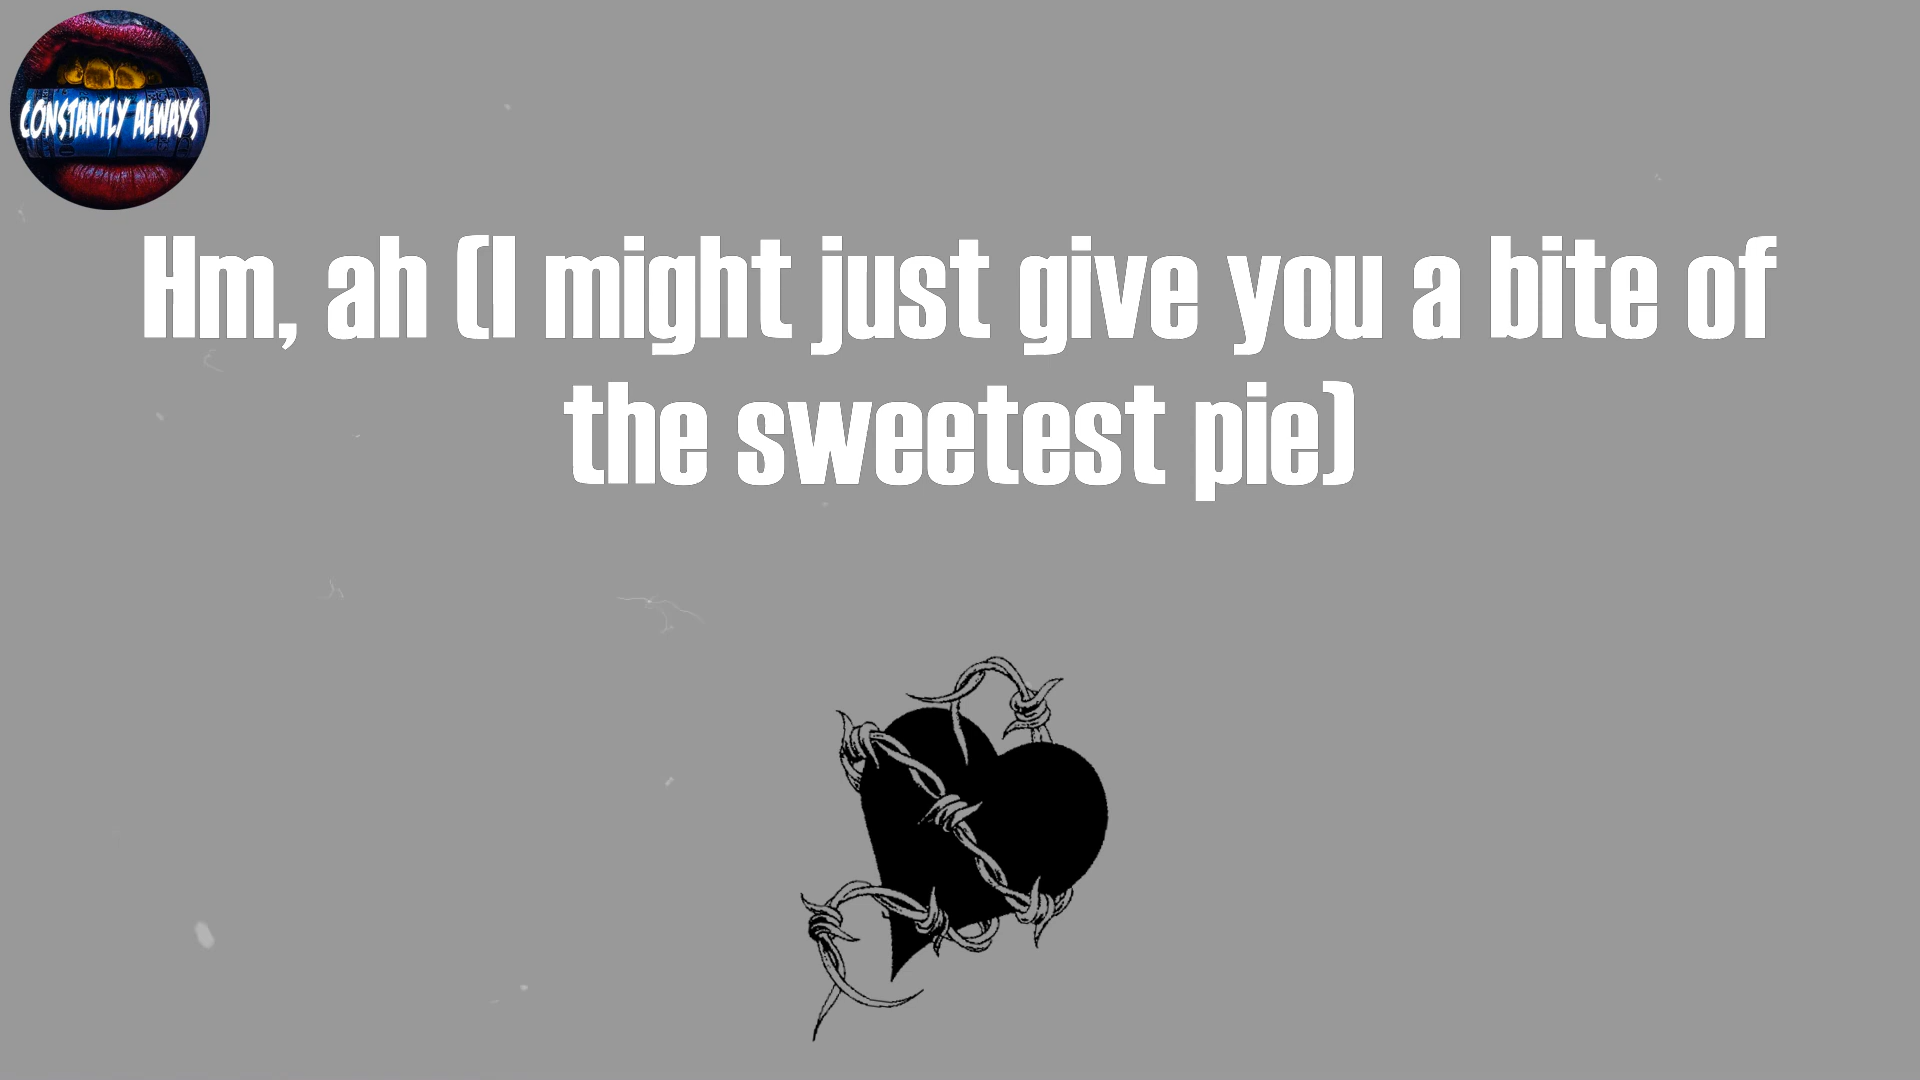 CONSTANTLY ALWAYS
Hm, ah (I might just give you a bite of
the sweetest pie)